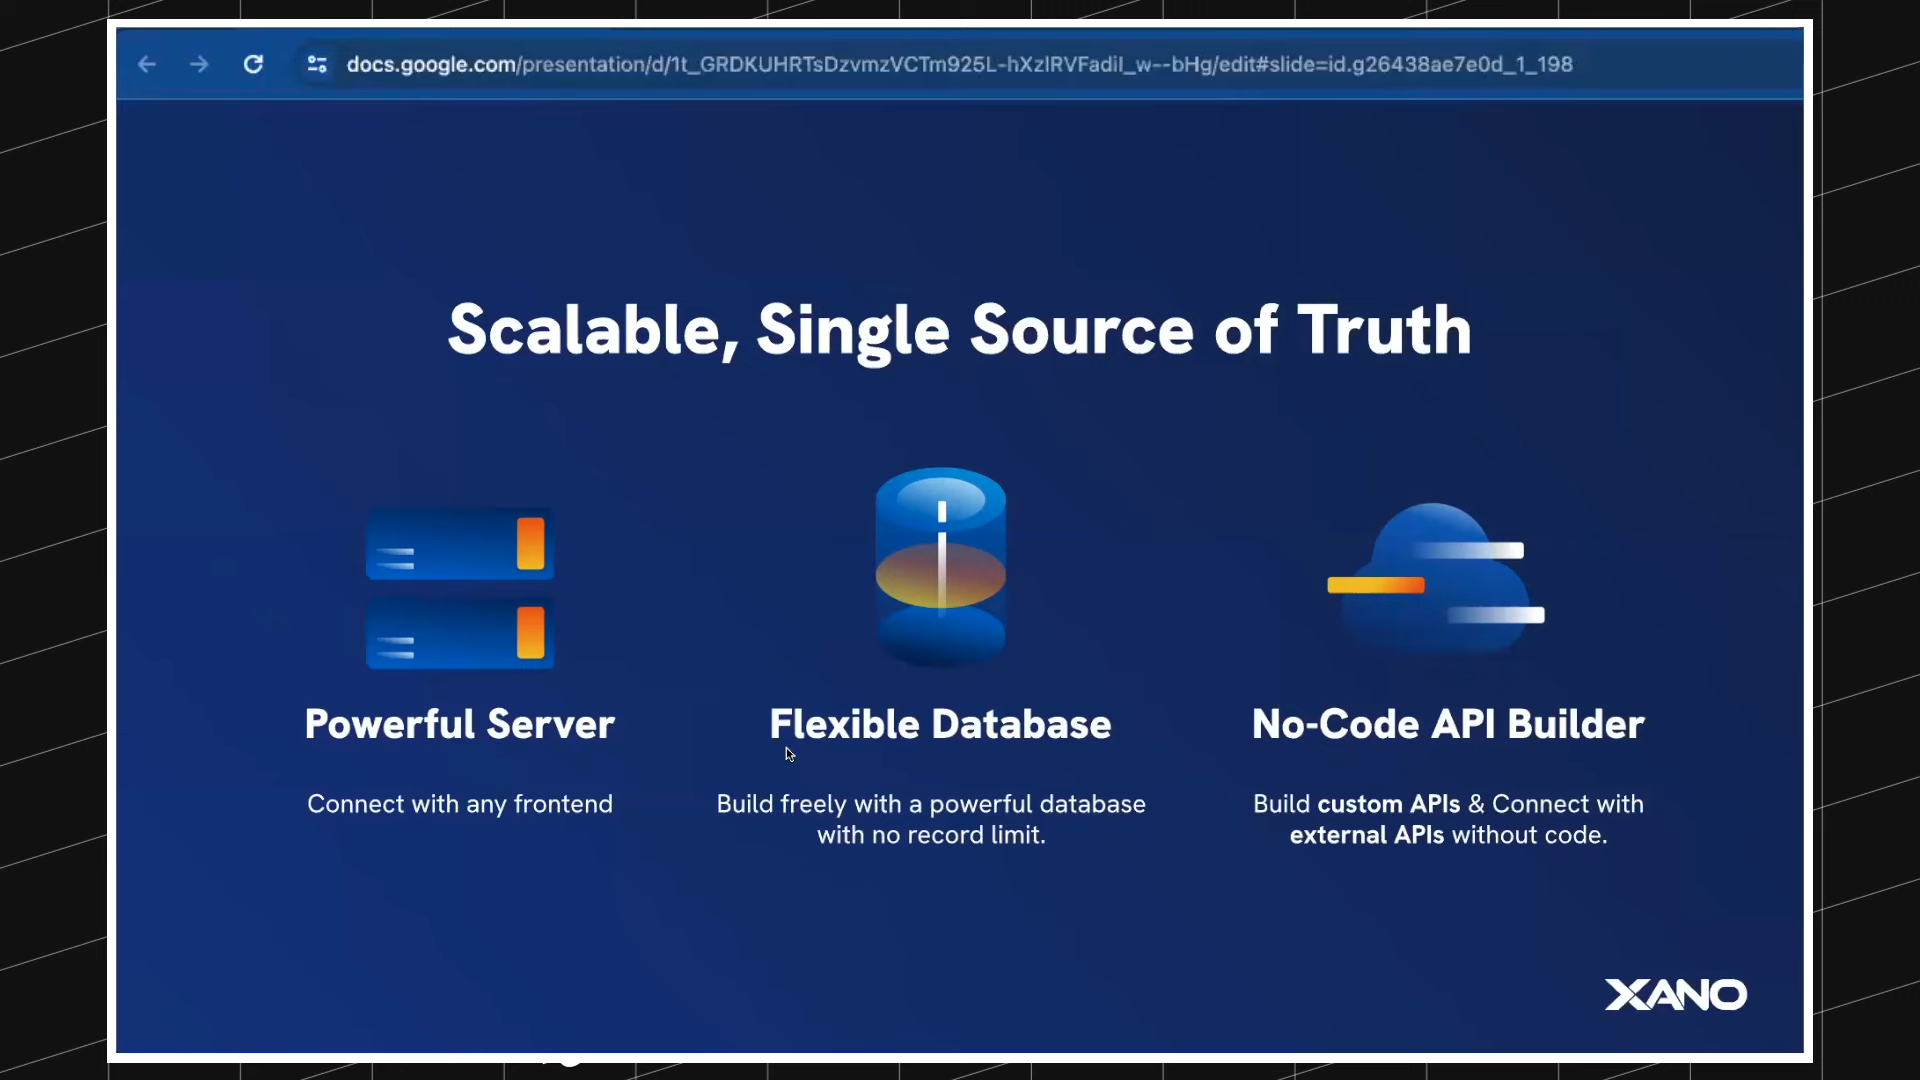 docs.google.com/presentation/d/1t_GRDKUHRTsDzvmzVCTm925L-hXzlRVFadiI_w--bHg/edit#slide=id.g26438ae7e0d_1_198
Scalable, Single Source of Truth
Powerful Server
Connect with any frontend
Flexible Database
Build freely with a powerful database
with no record limit.
No-Code API Builder
Build custom APIs & Connect with
external APIs without code.
XANO